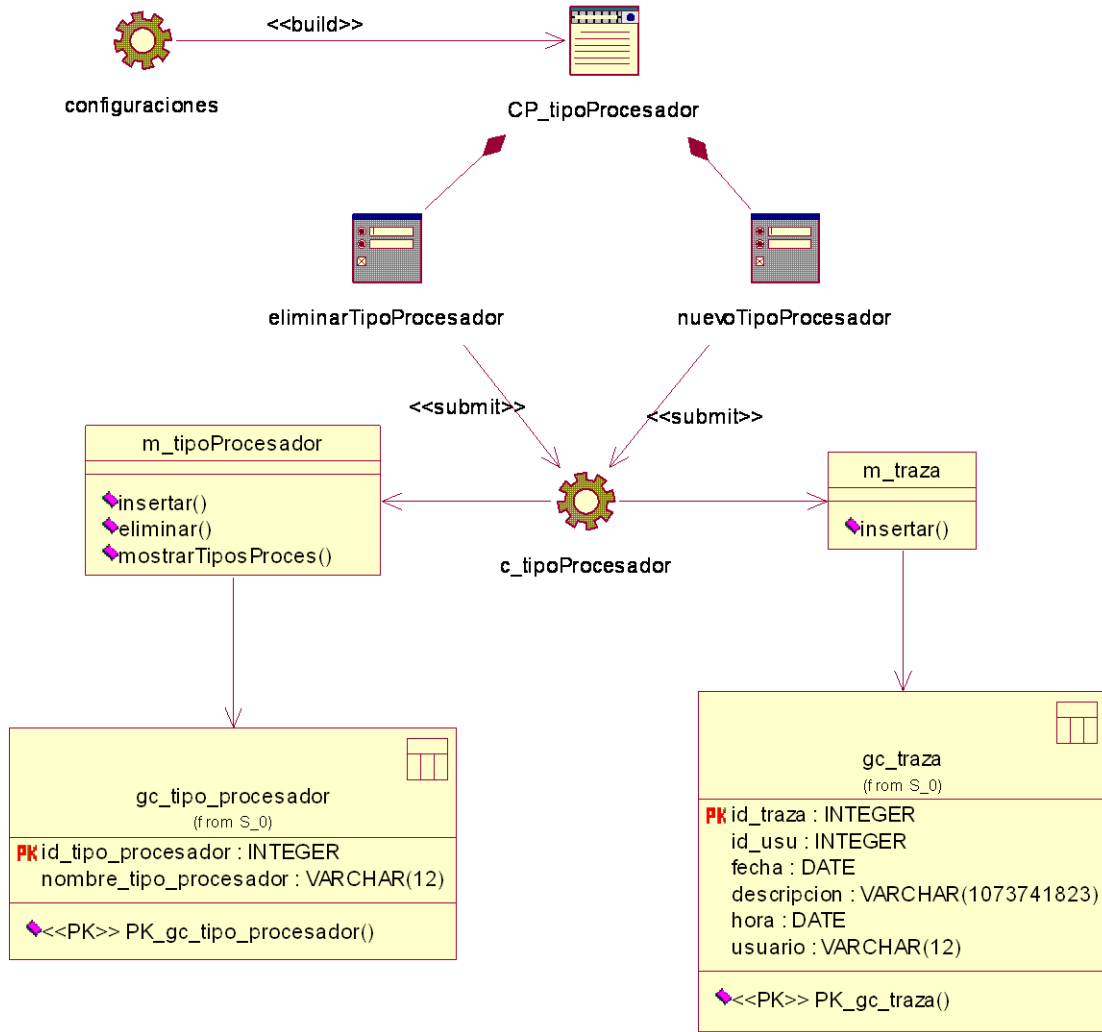 <<build>>
configuraciones
CP_tipoProcesador
eliminarTipoProcesador
nuevoTipoProcesador
<<submit>>
<<submit>>
m_tipoProcesador
insertar()
eliminar()
mostrarTiposProces()
c_tipoProcesador
m_traza
insertar()
gc_tipo_procesador
(from S_0)
PK id_tipo_procesador : INTEGER
nombre_tipo_procesador : VARCHAR(12)
<<PK>> PK_gc_tipo_procesador()
gc_traza
(from S_0)
PK id_traza : INTEGER
id_usu : INTEGER
fecha : DATE
descripcion : VARCHAR(1073741823)
hora : DATE
usuario : VARCHAR(12)
<<PK>> PK_gc_traza()